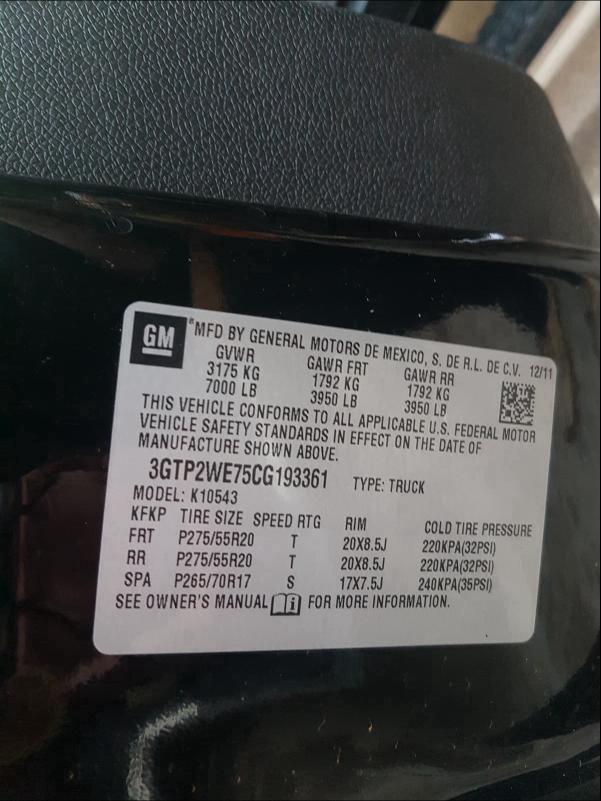 GM
*MFD BY GENERAL MOTORS DE MEXICO, S. DE R.L. DE C.V. 12/11
GVWR GAWR FRT GAWR RR
3175 KG 1792 KG 1792 KG
7000 LB 3950 LB 3950 LB
THIS VEHICLE CONFORMS TO ALL APPLICABLE U.S. FEDERAL MOTOR
VEHICLE SAFETY STANDARDS IN EFFECT ON THE DATE OF
MANUFACTURE SHOWN ABOVE.
3GTP2WE75CG193361 TYPE: TRUCK
MODEL: K10543
KFKP TIRE SIZE SPEED RTG RIM COLD TIRE PRESSURE
FRT P275/55R20 T 20X8.5J 220KPA(32PSI)
RR P275/55R20 T 20X8.5J 220KPA(32PSI)
SPA P265/70R17 S 17X7.5J 240KPA(35PSI)
SEE OWNER'S MANUAL i FOR MORE INFORMATION.